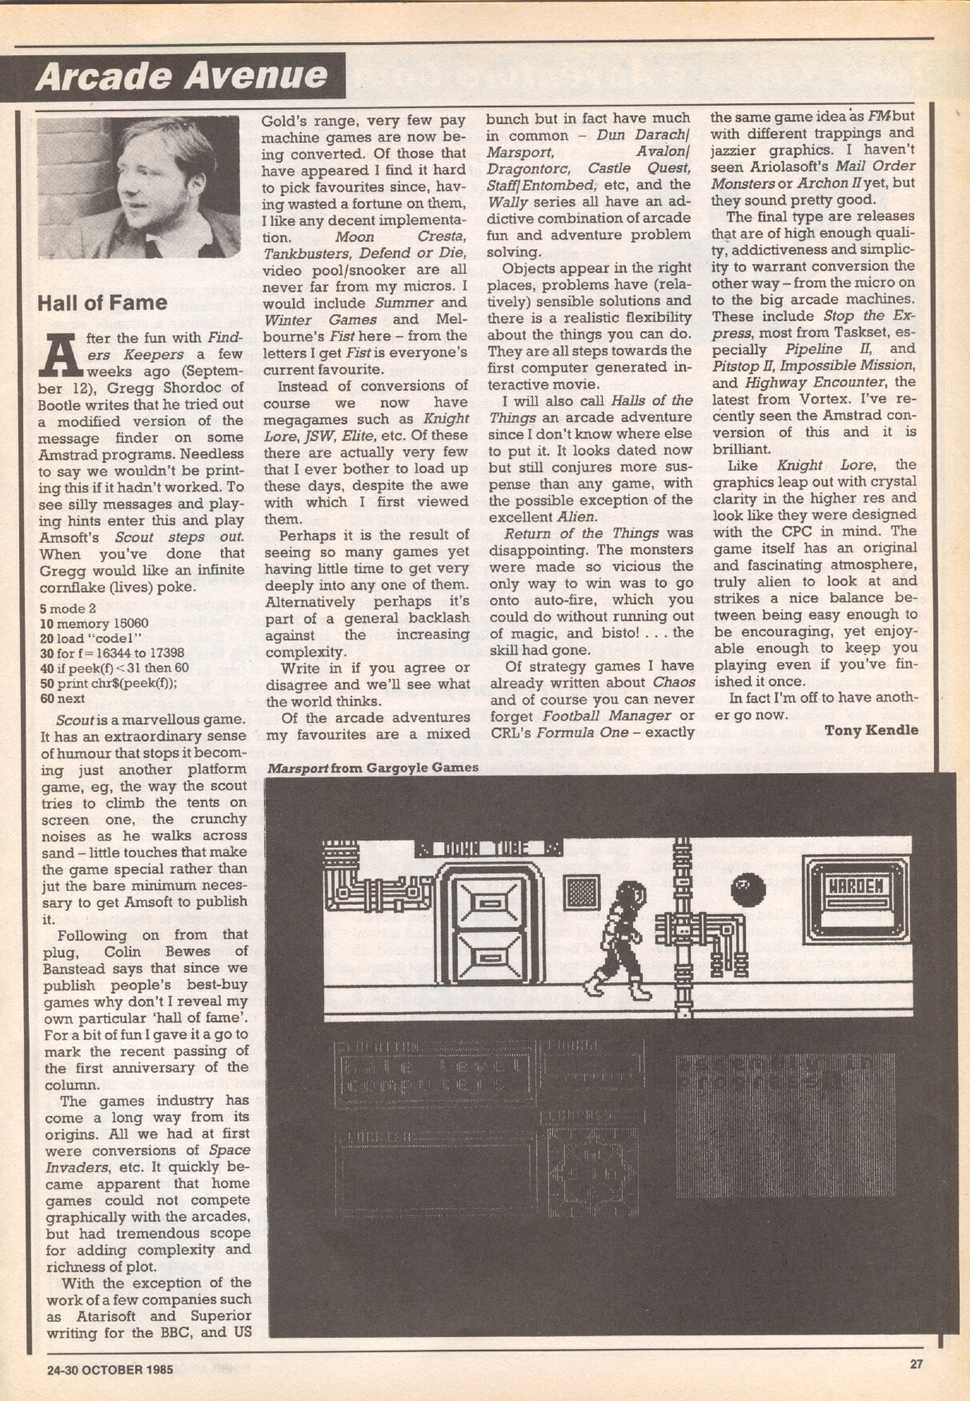 Arcade Avenue
Hall of Fame
After the fun with Find-
ers Keepers a few
weeks ago (Septem-
ber 12), Gregg Shordoc of
Bootle writes that he tried out
a modified version of the
message finder on some
Amstrad programs. Needless
to say we wouldn't be print-
ing this if it hadn't worked. To
see silly messages and play-
ing hints enter this and play
Amsoft's Scout steps out.
When you've done that
Gregg would like an infinite
cornflake (lives) poke.
5 mode 2
10 memory 15060
20 load "code1"
30 for f = 16344 to 17398
40 if peek(f) < 31 then 60
50 print chr$(peek(f));
60 next
Scout is a marvellous game.
It has an extraordinary sense
of humour that stops it becom-
ing just another platform
game, eg, the way the scout
tries to climb the tents on
screen one, the crunchy
noises as he walks across
sand – little touches that make
the game special rather than
jut the bare minimum neces-
sary to get Amsoft to publish
it.
Following on from that
plug, Colin Bewes of
Banstead says that since we
publish people's best-buy
games why don't I reveal my
own particular 'hall of fame'.
For a bit of fun I gave it a go to
mark the recent passing of
the first anniversary of the
column.
The games industry has
come a long way from its
origins. All we had at first
were conversions of Space
Invaders, etc. It quickly be-
came apparent that home
games could not compete
graphically with the arcades,
but had tremendous scope
for adding complexity and
richness of plot.
With the exception of the
work of a few companies such
as Atarisoft and Superior
writing for the BBC, and US
Gold's range, very few pay
machine games are now be-
ing converted. Of those that
have appeared I find it hard
to pick favourites since, hav-
ing wasted a fortune on them,
I like any decent implementa-
tion. Moon Cresta,
Tankbusters, Defend or Die,
video pool/snooker are all
never far from my micros. I
would include Summer and
Winter Games and Mel-
bourne's Fist here – from the
letters I get Fist is everyone's
current favourite.
Instead of conversions of
course we now have
megagames such as Knight
Lore, JSW, Elite, etc. Of these
there are actually very few
that I ever bother to load up
these days, despite the awe
with which I first viewed
them.
Perhaps it is the result of
seeing so many games yet
having little time to get very
deeply into any one of them.
Alternatively perhaps it's
part of a general backlash
against the increasing
complexity.
Write in if you agree or
disagree and we'll see what
the world thinks.
Of the arcade adventures
my favourites are a mixed
bunch but in fact have much
in common – Dun Darach/
Marsport, Avalon/
Dragontorc, Castle Quest,
Staff/Entombed, etc, and the
Wally series all have an ad-
dictive combination of arcade
fun and adventure problem
solving.
Objects appear in the right
places, problems have (rela-
tively) sensible solutions and
there is a realistic flexibility
about the things you can do.
They are all steps towards the
first computer generated in-
teractive movie.
I will also call Halls of the
Things an arcade adventure
since I don't know where else
to put it. It looks dated now
but still conjures more sus-
pense than any game, with
the possible exception of the
excellent Alien.
Return of the Things was
disappointing. The monsters
were made so vicious the
only way to win was to go
onto auto-fire, which you
could do without running out
of magic, and bisto! . . . the
skill had gone.
Of strategy games I have
already written about Chaos
and of course you can never
forget Football Manager or
CRL's Formula One – exactly
the same game idea as FM but
with different trappings and
jazzier graphics. I haven't
seen Ariolasoft's Mail Order
Monsters or Archon II yet, but
they sound pretty good.
The final type are releases
that are of high enough quali-
ty, addictiveness and simplic-
ity to warrant conversion the
other way – from the micro on
to the big arcade machines.
These include Stop the Ex-
press, most from Taskset, es-
pecially Pipeline II, and
Pitstop II, Impossible Mission,
and Highway Encounter, the
latest from Vortex. I've re-
cently seen the Amstrad con-
version of this and it is
brilliant.
Like Knight Lore, the
graphics leap out with crystal
clarity in the higher res and
look like they were designed
with the CPC in mind. The
game itself has an original
and fascinating atmosphere,
truly alien to look at and
strikes a nice balance be-
tween being easy enough to
be encouraging, yet enjoy-
able enough to keep you
playing even if you've fin-
ished it once.
In fact I'm off to have anoth-
er go now.
Tony Kendle
Marsport from Gargoyle Games
DOWN TUBE
WARDEN
LOCATION
CHARGE
level
computers
COMPASS
24-30 OCTOBER 1985
27